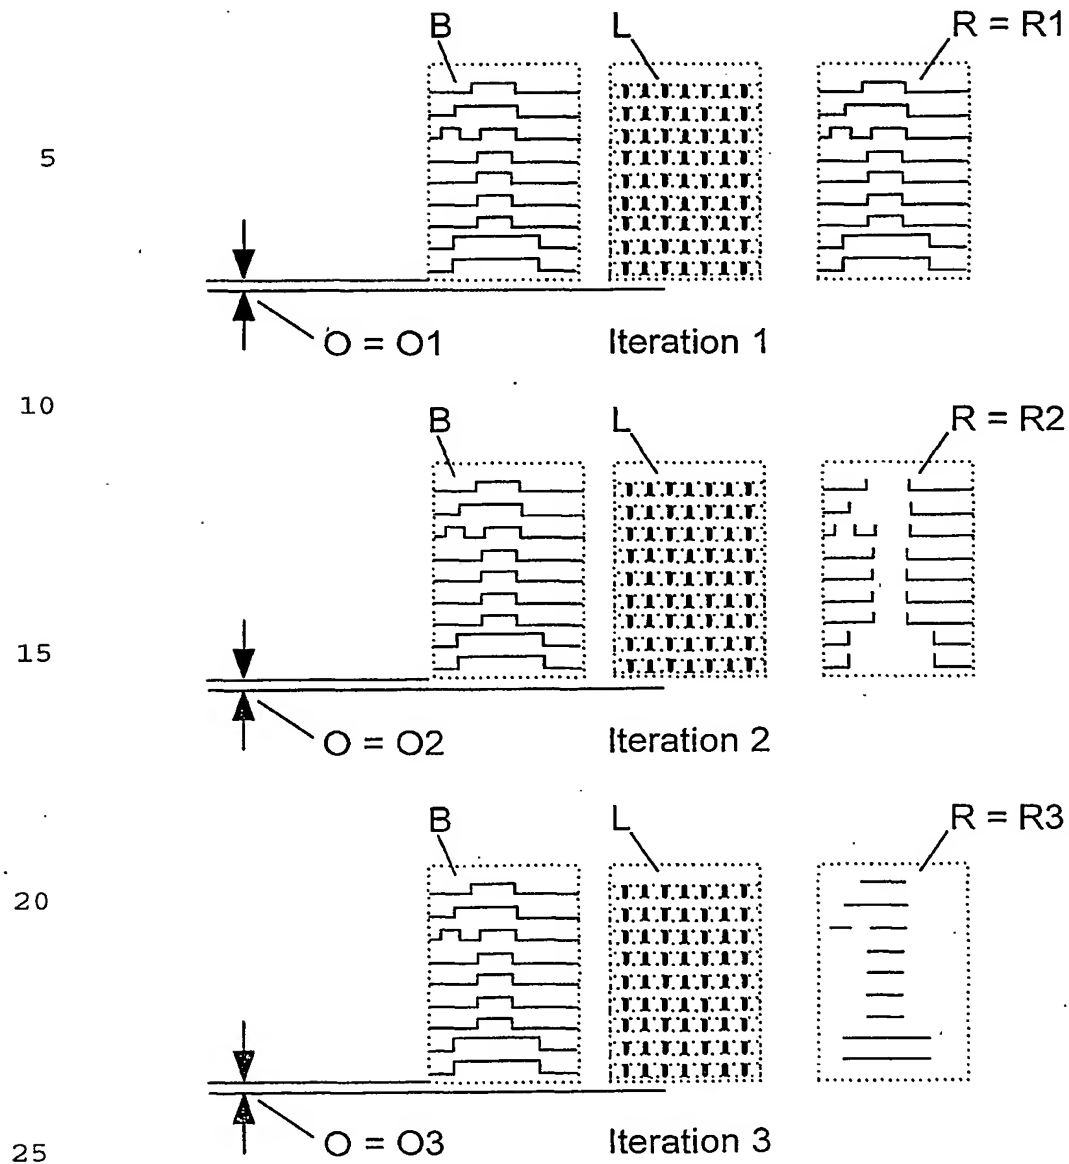 B L R = R1
5
O = O1 Iteration 1
10
B L R = R2
15
O = O2 Iteration 2
B L R = R3
20
O = O3 Iteration 3
25